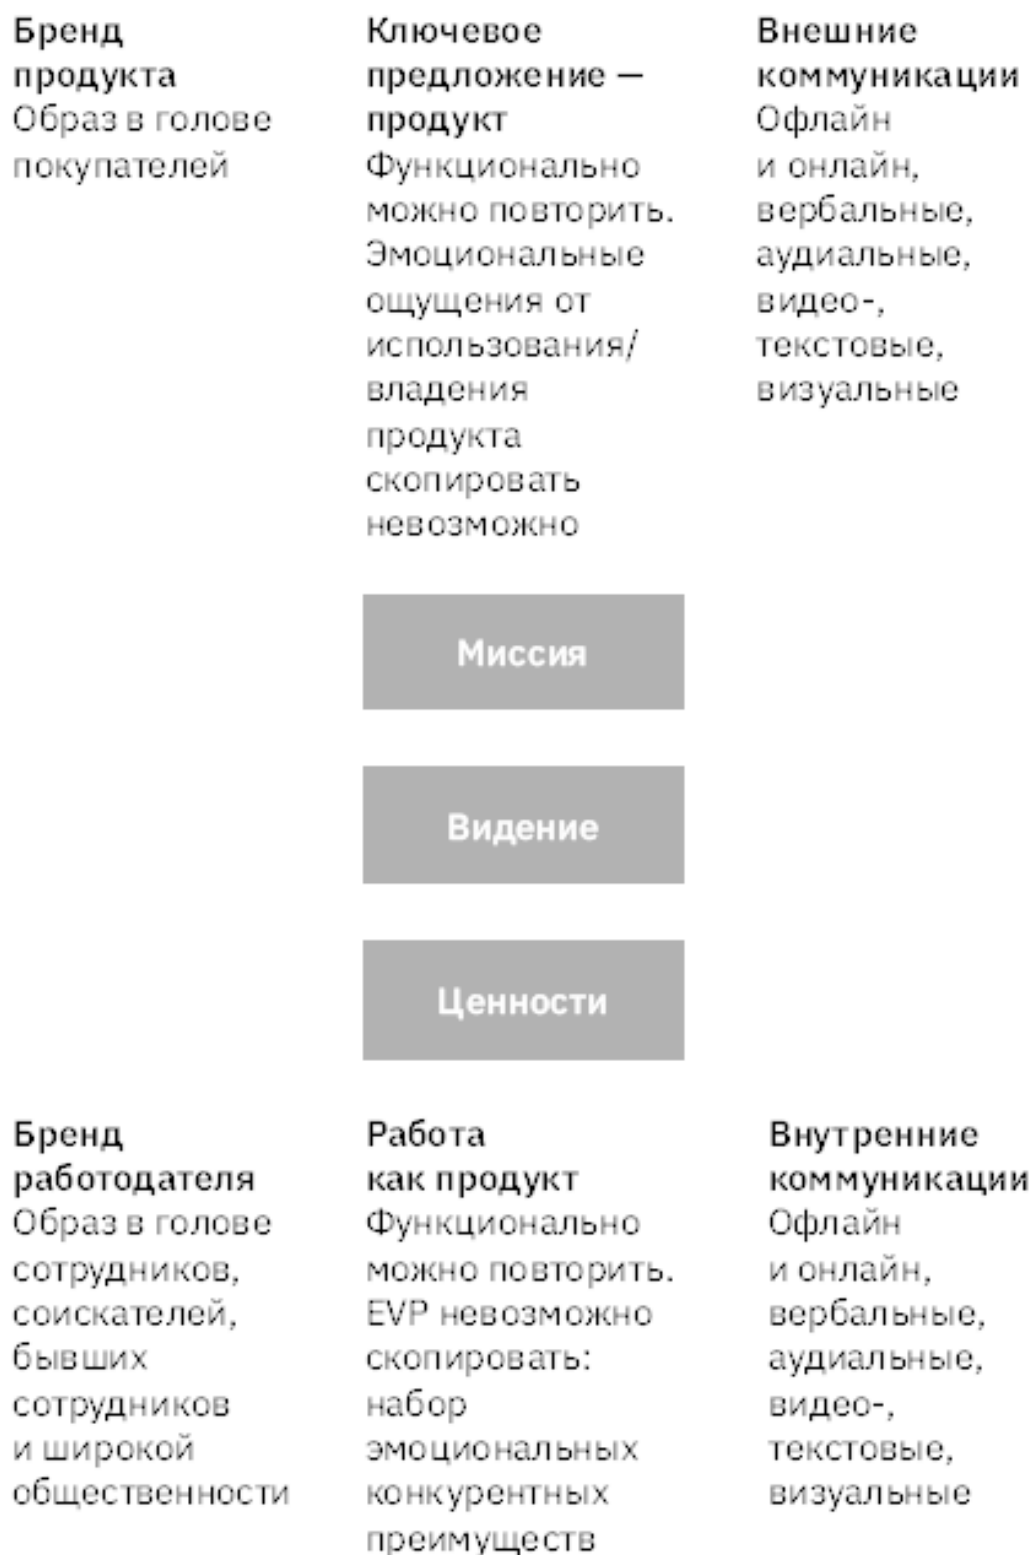 Бренд
продукта
Образ в голове
покупателей
Ключевое
предложение —
продукт
Функционально
можно повторить.
Эмоциональные
ощущения от
использования/
владения
продукта
скопировать
невозможно
Внешние
коммуникации
Офлайн
и онлайн,
вербальные,
аудиальные,
видео-,
текстовые,
визуальные
Миссия
Видение
Ценности
Бренд
работодателя
Образ в голове
сотрудников,
соискателей,
бывших
сотрудников
и широкой
общественности
Работа
как продукт
Функционально
можно повторить.
EVP невозможно
скопировать:
набор
эмоциональных
конкурентных
преимуществ
Внутренние
коммуникации
Офлайн
и онлайн,
вербальные,
аудиальные,
видео-,
текстовые,
визуальные